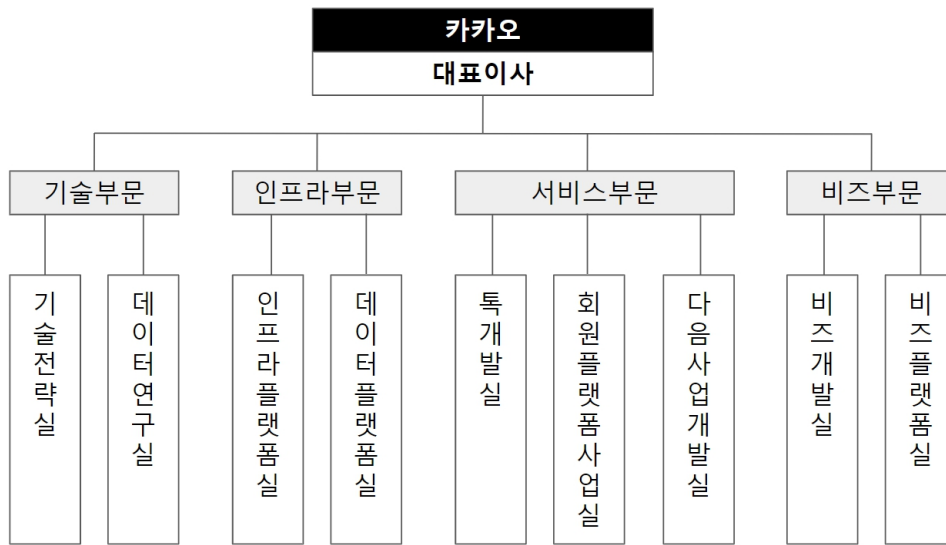 카카오
대표이사
기술부문
인프라부문
서비스부문
비즈부문
기술전략실
데이터연구실
인프라플랫폼실
데이터플랫폼실
톡개발실
회원플랫폼사업실
다음사업개발실
비즈개발실
비즈플랫폼실